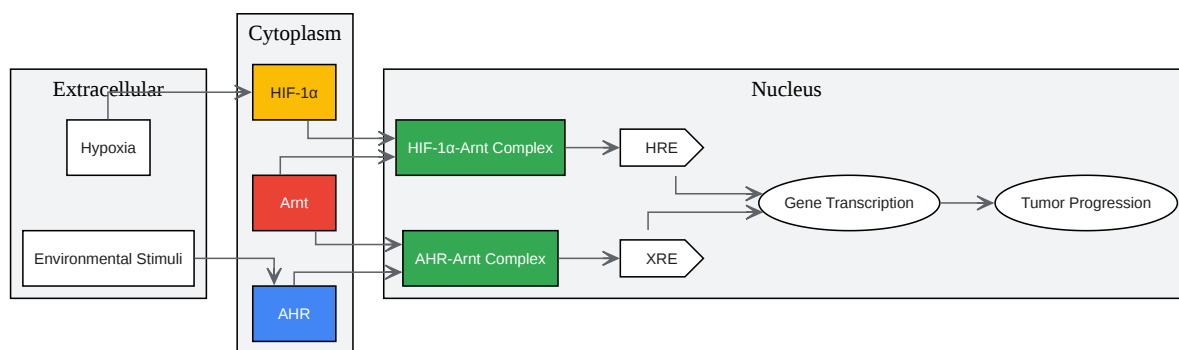 Extracellular
Hypoxia
Environmental Stimuli
Cytoplasm
HIF-1α
Arnt
AHR
Nucleus
HIF-1α-Arnt Complex
AHR-Arnt Complex
HRE
XRE
Gene Transcription
Tumor Progression